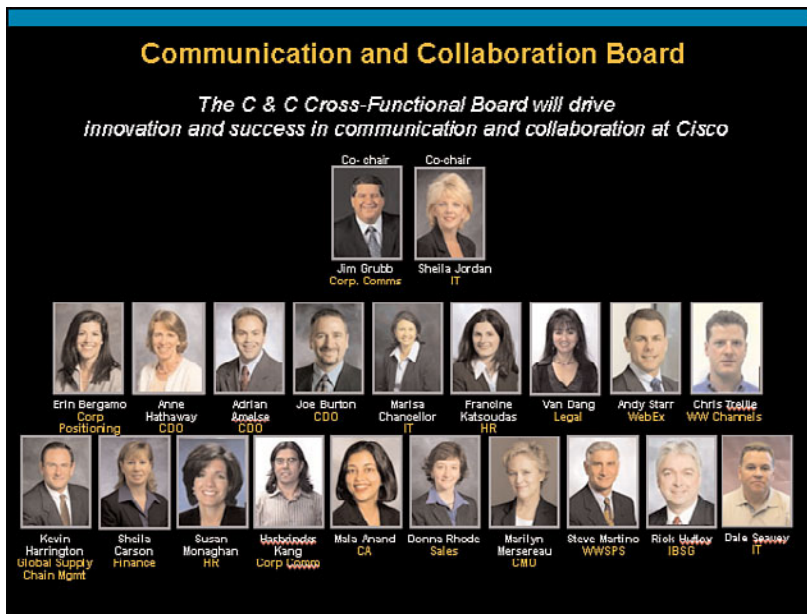 Communication and Collaboration Board
The C & C Cross-Functional Board will drive
innovation and success in communication and collaboration at Cisco
Co- chair
Co-chair
Jim Grubb
Corp. Comms
Sheila Jordan
IT
Erin Bergamo
Corp
Positioning
Anne
Hathaway
CDO
Adrian
Amelse
CDO
Joe Burton
CDO
Marisa
Chancellor
IT
Francine
Katsoudas
HR
Van Dang
Legal
Andy Starr
WebEx
Chris Treille
WW Channels
Kevin
Harrington
Global Supply
Chain Mgmt
Sheila
Carson
Finance
Susan
Monaghan
HR
Harbrinder
Kang
Corp Comm
Mala Anand
CA
Donna Rhode
Sales
Marilyn
Mersereau
CMO
Steve Martino
WWSPS
Rick
IBSG
Dale Seavey
IT